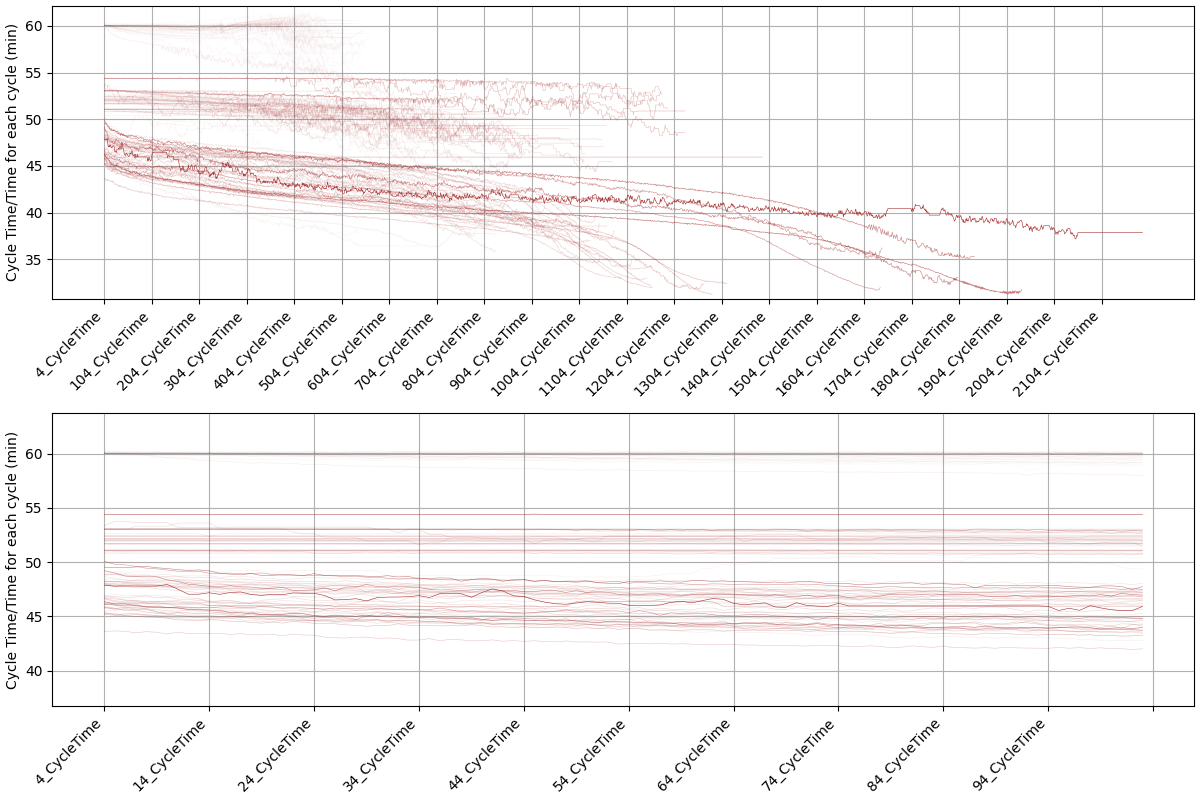 Cycle Time/Time for each cycle (min)
60
55
50
45
40
35
4_CycleTime
104_CycleTime
204_CycleTime
304_CycleTime
404_CycleTime
504_CycleTime
604_CycleTime
704_CycleTime
804_CycleTime
904_CycleTime
1004_CycleTime
1104_CycleTime
1204_CycleTime
1304_CycleTime
1404_CycleTime
1504_CycleTime
1604_CycleTime
1704_CycleTime
1804_CycleTime
1904_CycleTime
2004_CycleTime
2104_CycleTime
Cycle Time/Time for each cycle (min)
60
55
50
45
40
4_CycleTime
14_CycleTime
24_CycleTime
34_CycleTime
44_CycleTime
54_CycleTime
64_CycleTime
74_CycleTime
84_CycleTime
94_CycleTime